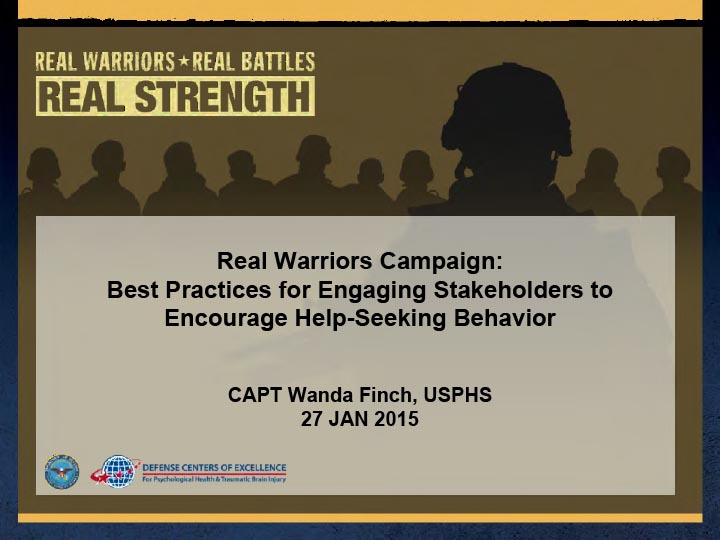 REAL WARRIORS★REAL BATTLES
REAL STRENGTH
Real Warriors Campaign:
Best Practices for Engaging Stakeholders to
Encourage Help-Seeking Behavior
CAPT Wanda Finch, USPHS
27 JAN 2015
DEFENSE CENTERS OF EXCELLENCE
For Psychological Health & Traumatic Brain Injury